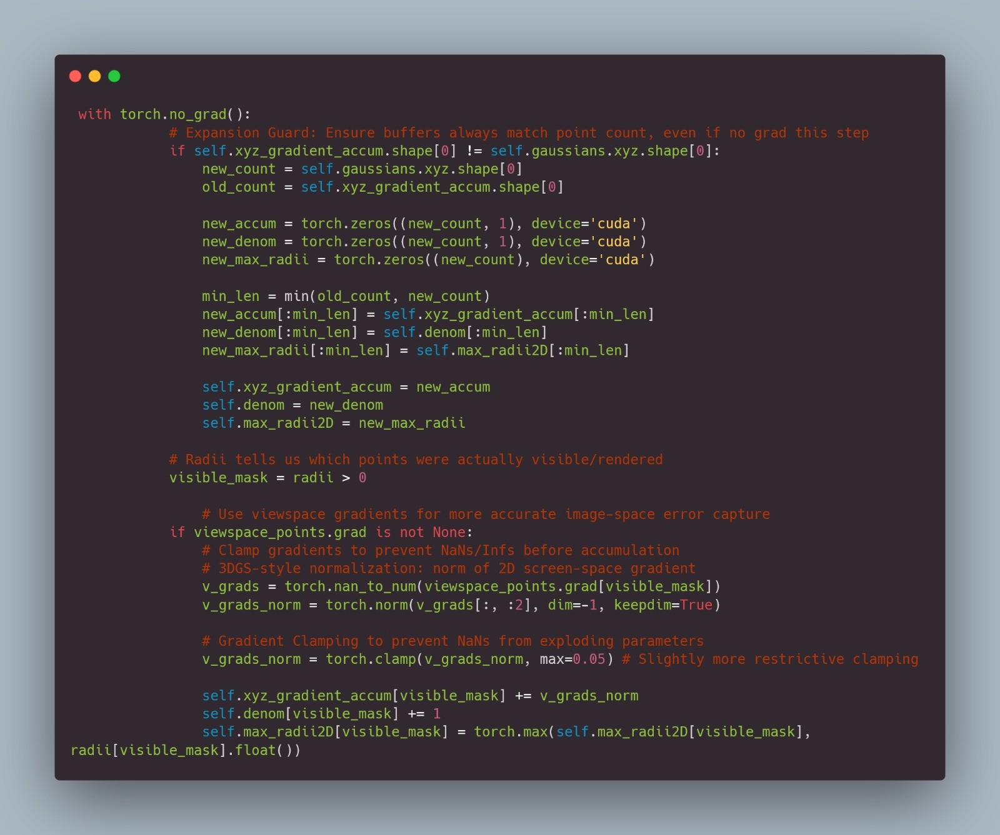 with torch.no_grad():
# Expansion Guard: Ensure buffers always match point count, even if no grad this step
if self.xyz_gradient_accum.shape[0] != self.gaussians.xyz.shape[0]:
new_count = self.gaussians.xyz.shape[0]
old_count = self.xyz_gradient_accum.shape[0]
new_accum = torch.zeros((new_count, 1), device='cuda')
new_denom = torch.zeros((new_count, 1), device='cuda')
new_max_radii = torch.zeros((new_count), device='cuda')
min_len = min(old_count, new_count)
new_accum[:min_len] = self.xyz_gradient_accum[:min_len]
new_denom[:min_len] = self.denom[:min_len]
new_max_radii[:min_len] = self.max_radii2D[:min_len]
self.xyz_gradient_accum = new_accum
self.denom = new_denom
self.max_radii2D = new_max_radii
# Radii tells us which points were actually visible/rendered
visible_mask = radii > 0
# Use viewspace gradients for more accurate image-space error capture
if viewspace_points.grad is not None:
# Clamp gradients to prevent NaNs/Infs before accumulation
# 3DGS-style normalization: norm of 2D screen-space gradient
v_grads = torch.nan_to_num(viewspace_points.grad[visible_mask])
v_grads_norm = torch.norm(v_grads[:, :2], dim=-1, keepdim=True)
# Gradient Clamping to prevent NaNs from exploding parameters
v_grads_norm = torch.clamp(v_grads_norm, max=0.05) # Slightly more restrictive clamping
self.xyz_gradient_accum[visible_mask] += v_grads_norm
self.denom[visible_mask] += 1
self.max_radii2D[visible_mask] = torch.max(self.max_radii2D[visible_mask],
radii[visible_mask].float())